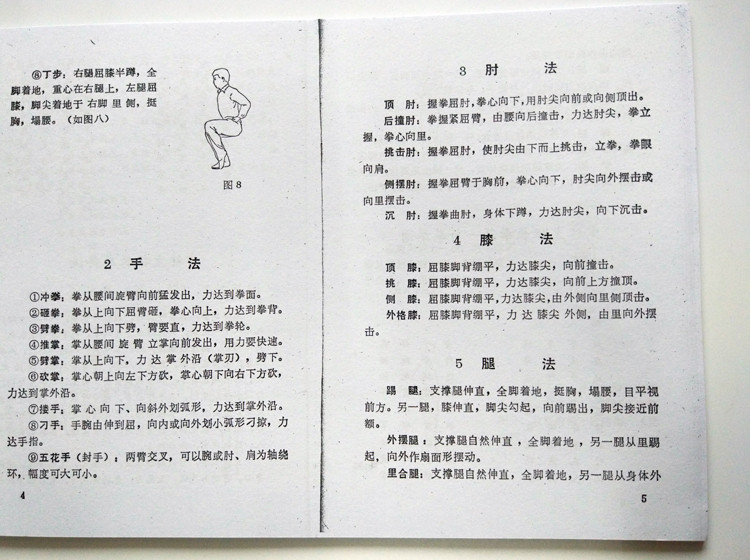 ⑧丁步：右腿屈膝半蹲，全
脚着地，重心在右腿上，左腿屈
膝，脚尖着地于右脚里侧，挺
胸，塌腰。（如图八）
图8
2 手 法
①冲拳：拳从腰间旋臂向前猛发出，力达到拳面。
②砸拳：拳从上向下屈臂砸，拳心向上，力达到拳背。
③劈拳：拳从上向下劈，臂要直，力达到拳轮。
④推掌：掌从腰间旋臂立掌向前发出，用力要快速。
⑤劈掌：掌从上向下，力达掌外沿（掌刃），劈下。
⑥砍掌：掌心朝上向左下方砍，掌心朝下向右下方砍，
力达到掌外沿。
⑦搂手：掌心向下、向斜外划弧形，力达到掌外沿。
⑧刁手：手腕由伸到屈，向内或向外划小弧形刁掠，力
达手指。
⑨五花手（封手）：两臂交叉，可以腕或肘、肩为轴绕
环，幅度可大可小。
4
3 肘 法
顶 肘：握拳屈肘，拳心向下，用肘尖向前或向侧顶出。
后撞肘：拳握紧屈臂，由腰向后撞击，力达肘尖，拳立
握，拳心向里。
挑击肘：握拳屈肘，使肘尖由下而上挑击，立拳，拳眼
向肩。
侧摆肘：握拳屈臂于胸前，拳心向下，肘尖向外摆击或
向里摆击。
沉 肘：握拳曲肘，身体下蹲，力达肘尖，向下沉击。
4 膝 法
顶 膝：屈膝脚背绷平，力达膝尖，向前撞击。
挑 膝：屈膝脚背绷平，力达膝尖，向前上方撞顶。
侧 膝：屈膝脚背绷平，力达膝尖，由外侧向里侧顶击。
外格膝：屈膝脚背绷平，力达膝尖外侧，由里向外摆
击。
5 腿 法
踢 腿：支撑腿伸直，全脚着地，挺胸，塌腰，目平视
前方。另一腿，膝伸直，脚尖勾起，向前踢出，脚尖接近前
额。
外摆腿：支撑腿自然伸直，全脚着地，另一腿从里踢
起，向外作扇面形摆动。
里合腿：支撑腿自然伸直，全脚着地，另一腿从身体外
5